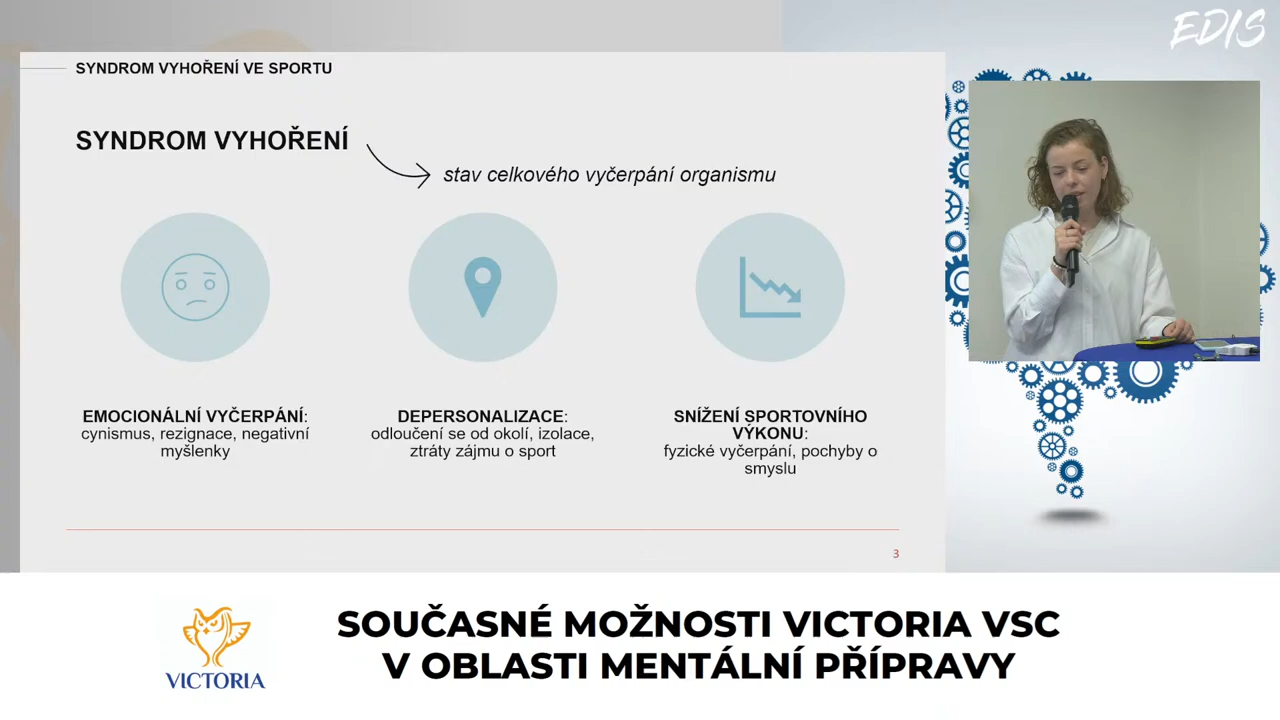 EDIS
SYNDROM VYHOŘENÍ VE SPORTU
SYNDROM VYHOŘENÍ
stav celkového vyčerpání organismu
EMOCIONÁLNÍ VYČERPÁNÍ:
cynismus, rezignace, negativní
myšlenky
DEPERSONALIZACE:
odloučení se od okolí, izolace,
ztráty zájmu o sport
SNÍŽENÍ SPORTOVNÍHO
VÝKONU:
fyzické vyčerpání, pochyby o
smyslu
3
VICTORIA
SOUČASNÉ MOŽNOSTI VICTORIA VSC
V OBLASTI MENTÁLNÍ PŘÍPRAVY